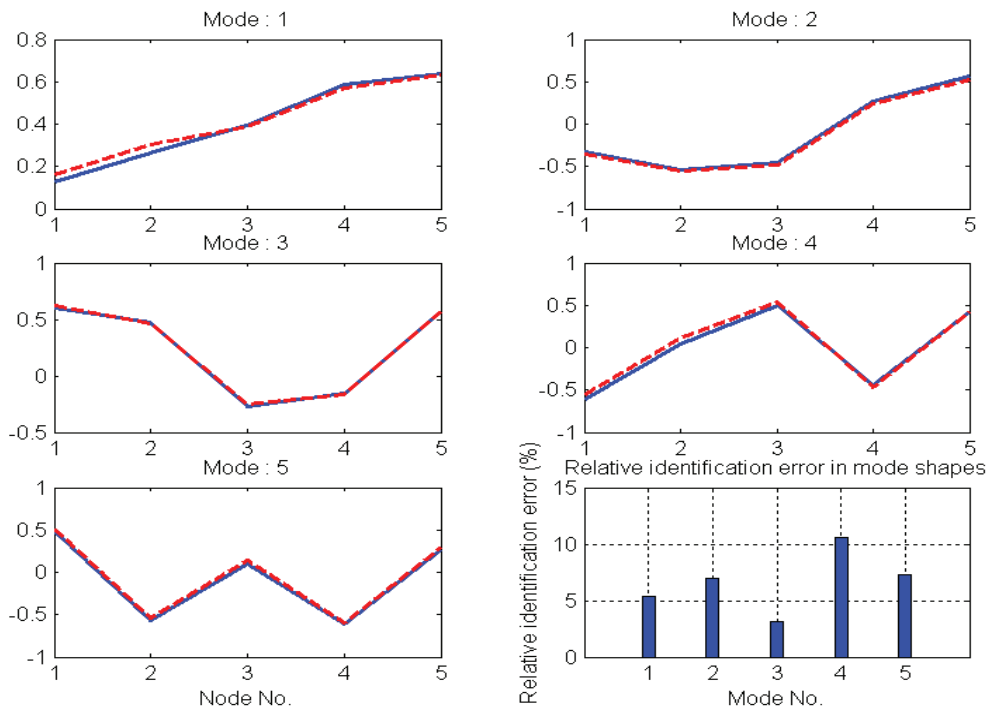 Mode : 1
0.8
0.6
0.4
0.2
0
1 2 3 4 5
Mode : 2
1
0.5
0
-0.5
-1
1 2 3 4 5
Mode : 3
1
0.5
0
-0.5
1 2 3 4 5
Mode : 4
1
0.5
0
-0.5
-1
1 2 3 4 5
Mode : 5
1
0.5
0
-0.5
-1
1 2 3 4 5
Node No.
Relative identification error in mode shapes
Relative identification error (%)
15
10
5
0
1 2 3 4 5
Mode No.